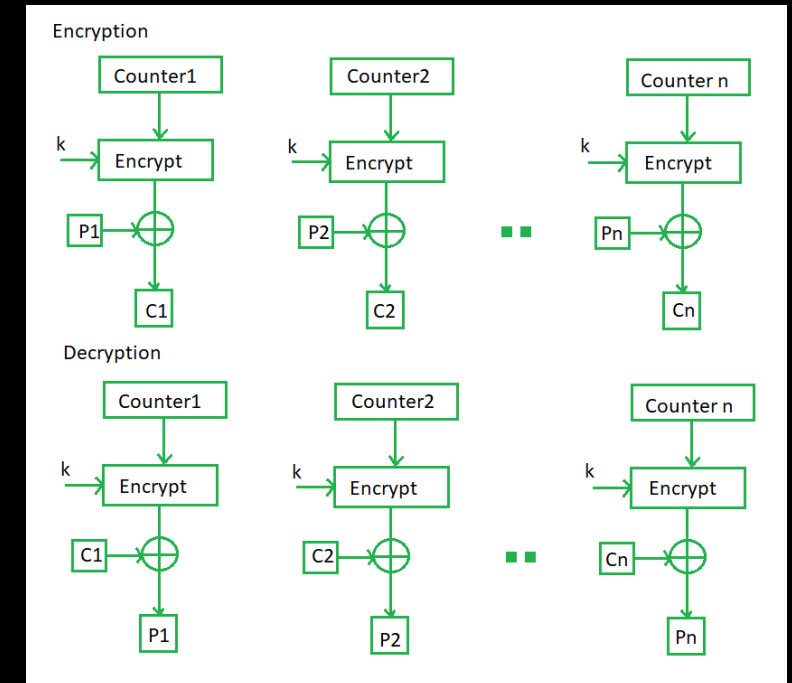 Encryption
Counter1 Counter2 Counter n
k Encrypt k Encrypt k Encrypt
P1 P2 Pn
C1 C2 Cn
Decryption
Counter1 Counter2 Counter n
k Encrypt k Encrypt k Encrypt
C1 C2 Cn
P1 P2 Pn